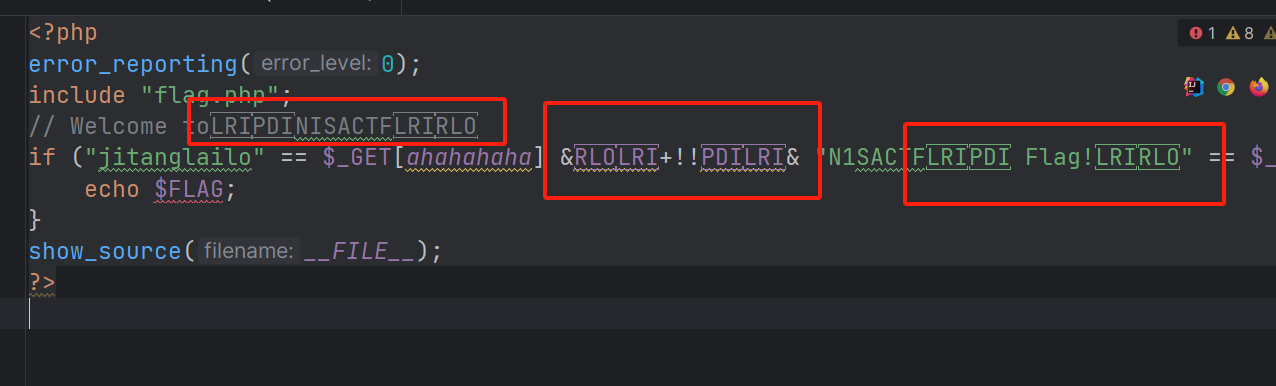 <?php
1 8
error_reporting( error_level: 0);
include "flag.php";
// Welcome toLRIPDINISACTFLRIRLO
if ("jitanglailo" == $_GET[ahahahaha] &RLOLRI+!!PDILRI& "N1SACTFLRIPDI Flag!LRIRLO" == $_
echo $FLAG;
}
show_source( filename: __FILE__);
?>